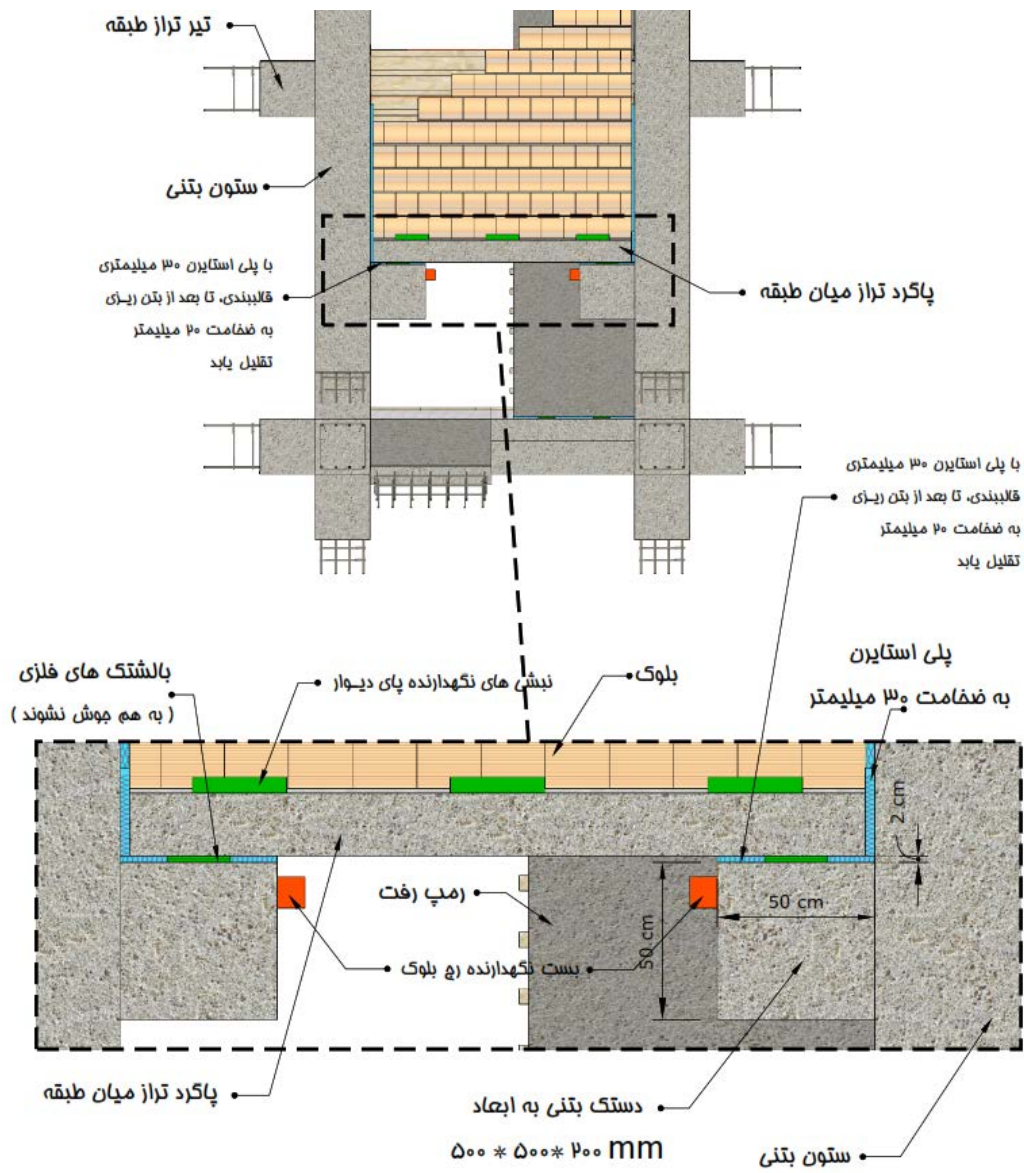 تیر تراز طبقه
ستون بتنی
با پلی استایرن ۳۰ میلیمتری
قالببندی، تا بعد از بتن ریزی
به ضخامت ۲۰ میلیمتر
تقلیل یابد
پاگرد تراز میان طبقه
با پلی استایرن ۳۰ میلیمتری
قالببندی، تا بعد از بتن ریزی
به ضخامت ۲۰ میلیمتر
تقلیل یابد
پلی استایرن
به ضخامت ۳۰ میلیمتر
بلوک
نبشی های نگهدارنده پای دیوار
بالشتک های فلزی
( به هم جوش نشوند )
2 cm
رمپ رفت
50 cm
50 cm
بست نگهدارنده رج بلوک
پاگرد تراز میان طبقه
دستک بتنی به ابعاد
۵۰۰ * ۵۰۰* ۲۰۰ mm
ستون بتنی